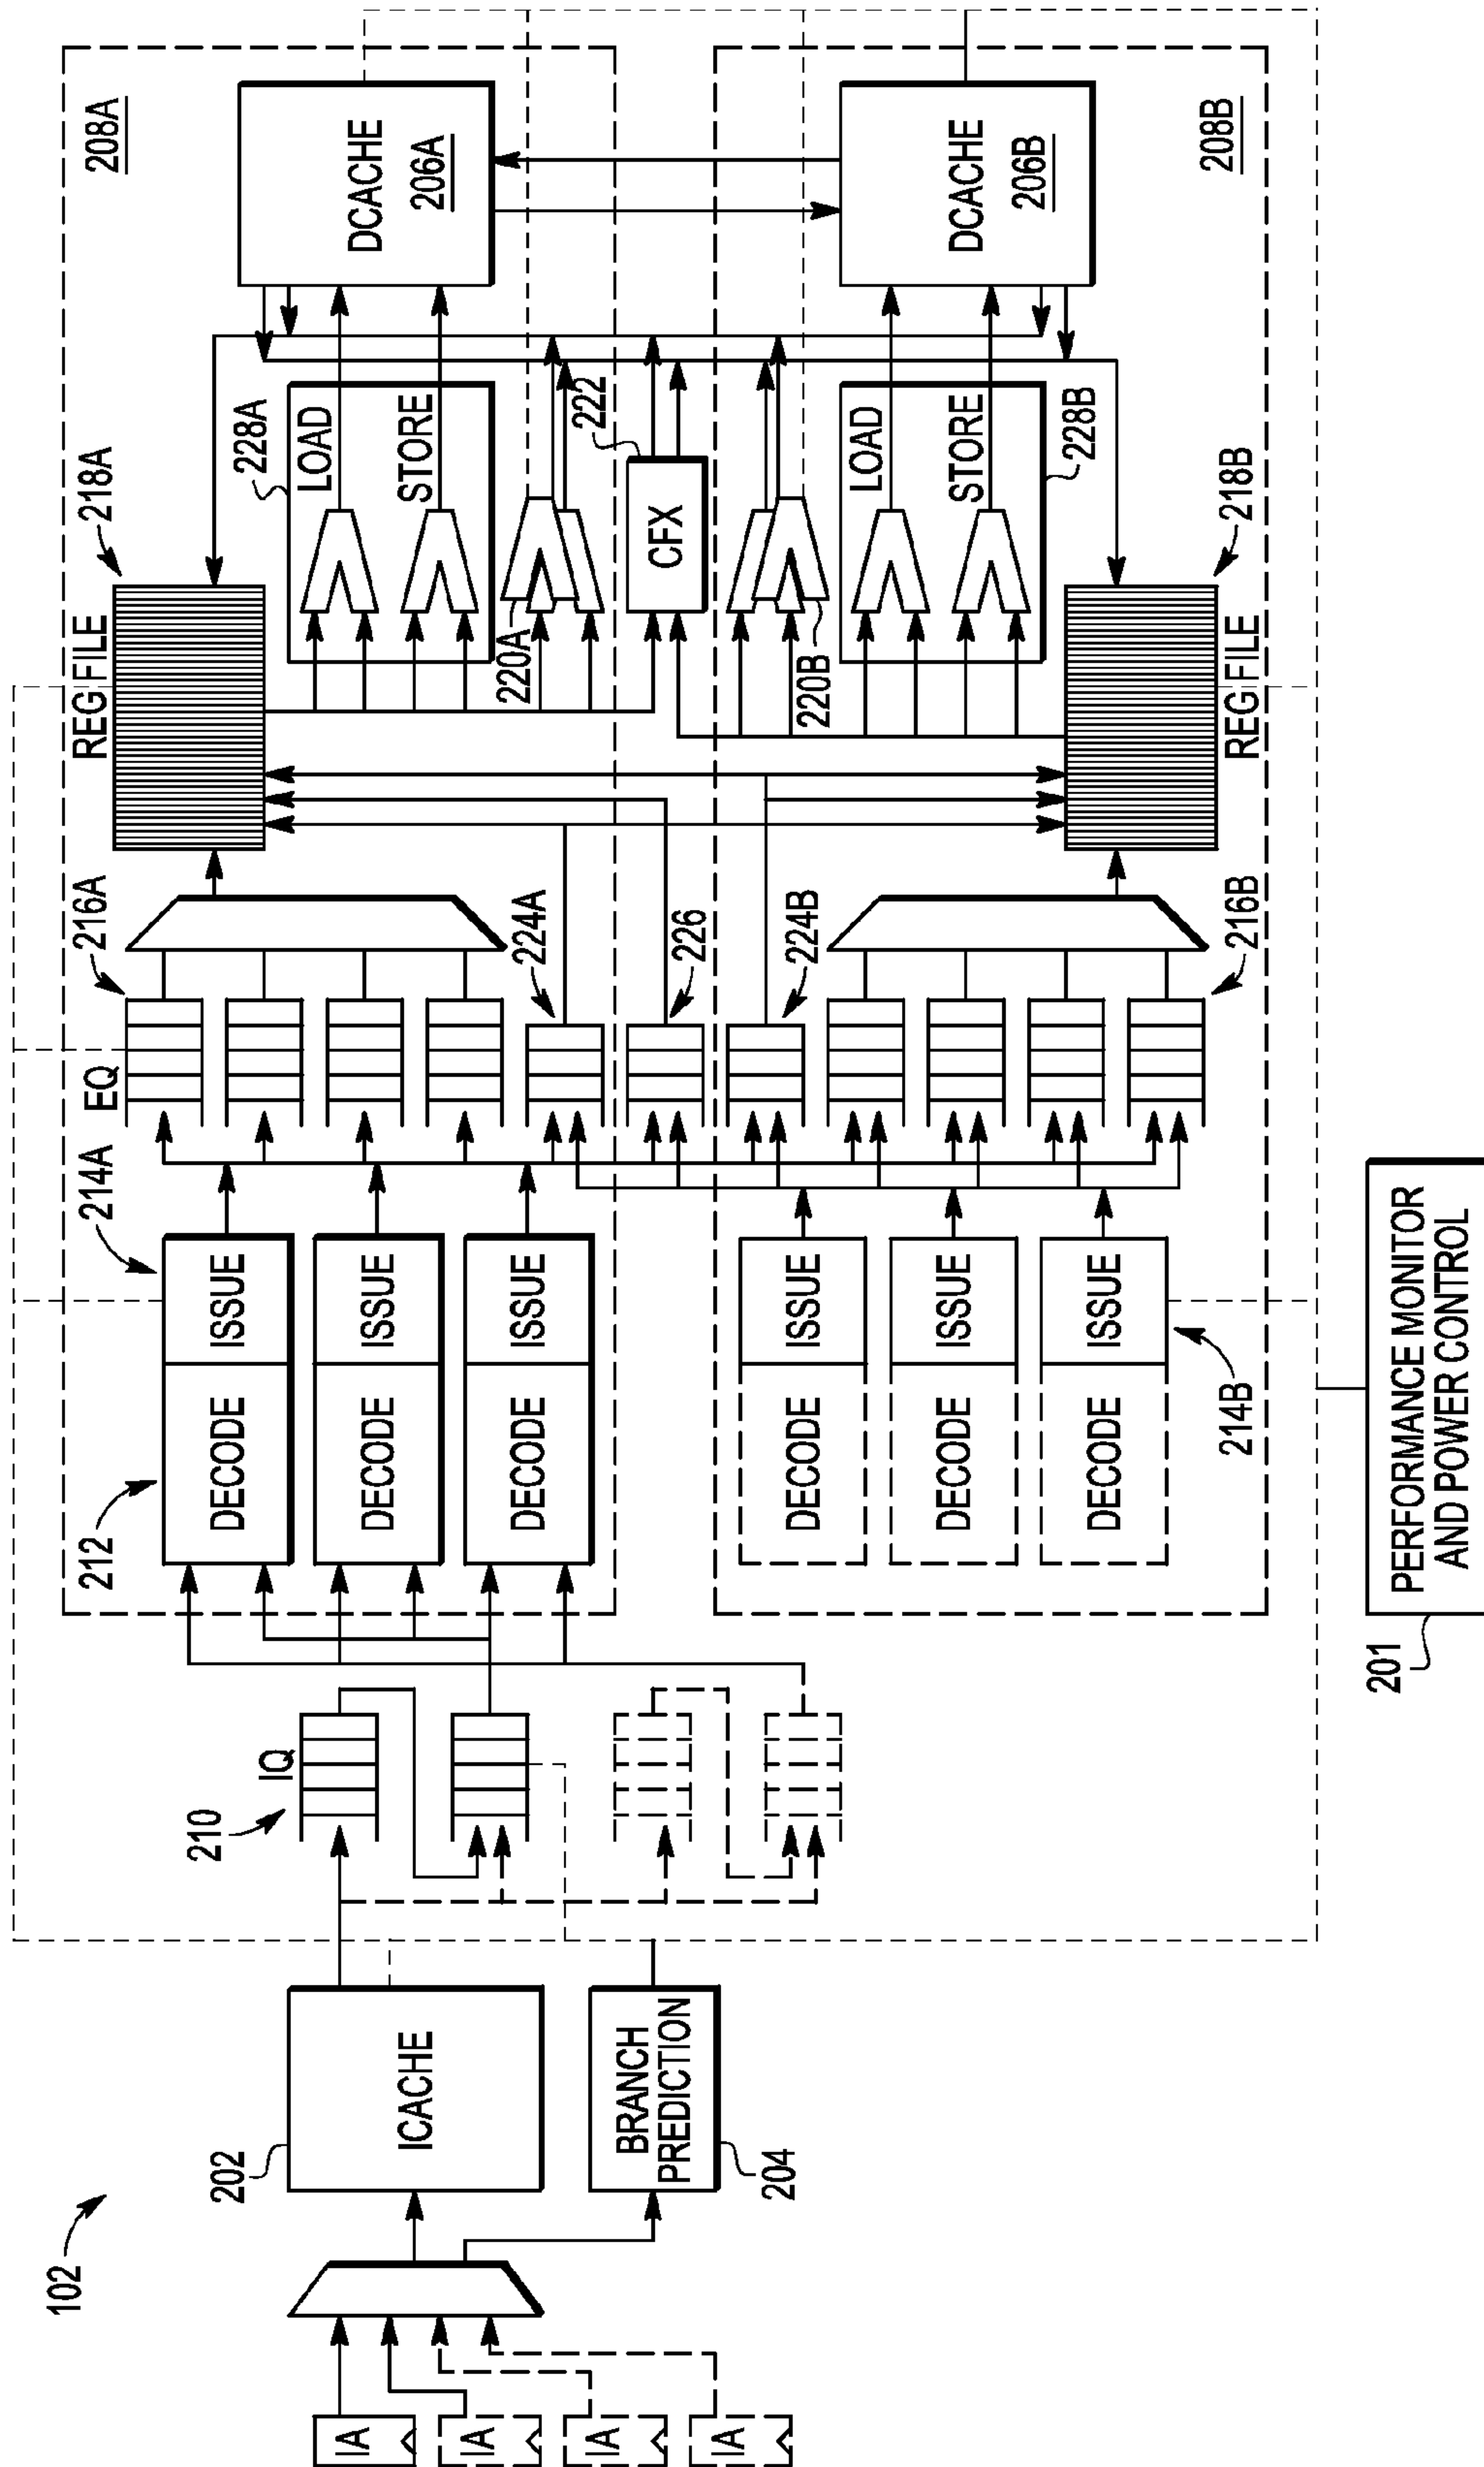 102
IA
IA
IA
IA
202
ICACHE
BRANCH
PREDICTION
204
210
IQ
212
DECODE
ISSUE
214A
DECODE
ISSUE
DECODE
ISSUE
DECODE
ISSUE
DECODE
ISSUE
DECODE
ISSUE
214B
EQ
216A
224A
226
224B
216B
REG FILE
218A
REG FILE
218B
228A
LOAD
STORE
220A
222
CFX
220B
LOAD
STORE
228B
208A
DCACHE
206A
DCACHE
206B
208B
201
PERFORMANCE MONITOR
AND POWER CONTROL